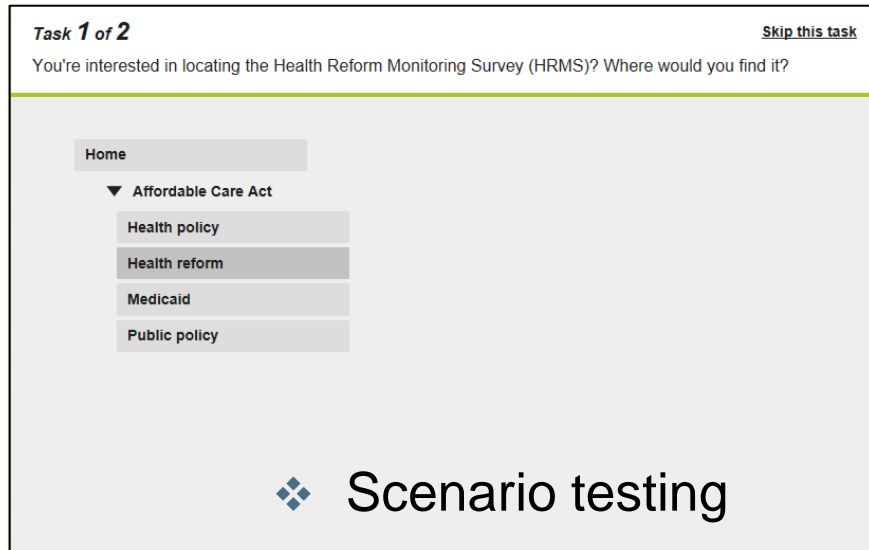 Task 1 of 2
Skip this task
You're interested in locating the Health Reform Monitoring Survey (HRMS)? Where would you find it?
Home
Affordable Care Act
Health policy
Health reform
Medicaid
Public policy
Scenario testing